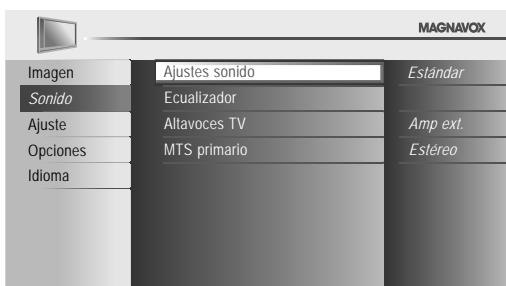 MAGNAVOX
Imagen
Sonido
Ajuste
Opciones
Idioma
Ajustes sonido
Ecualizador
Altavoces TV
MTS primario
Estándar
Amp ext.
Estéreo